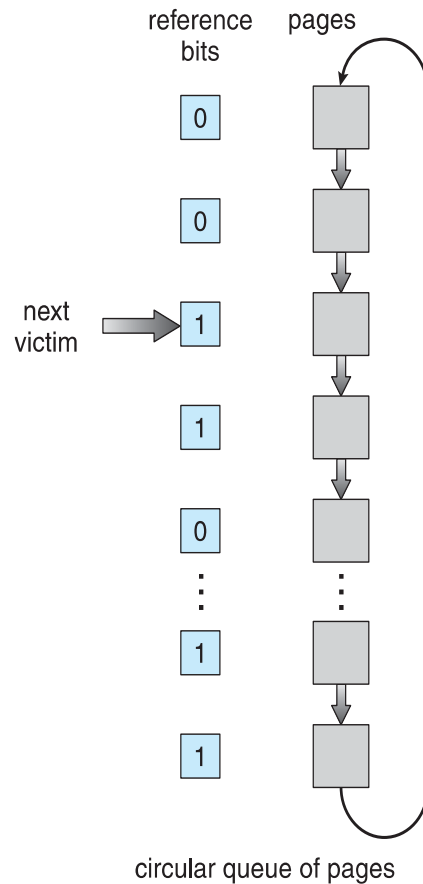 reference bits
pages
0
0
next victim
1
1
0
1
1
circular queue of pages